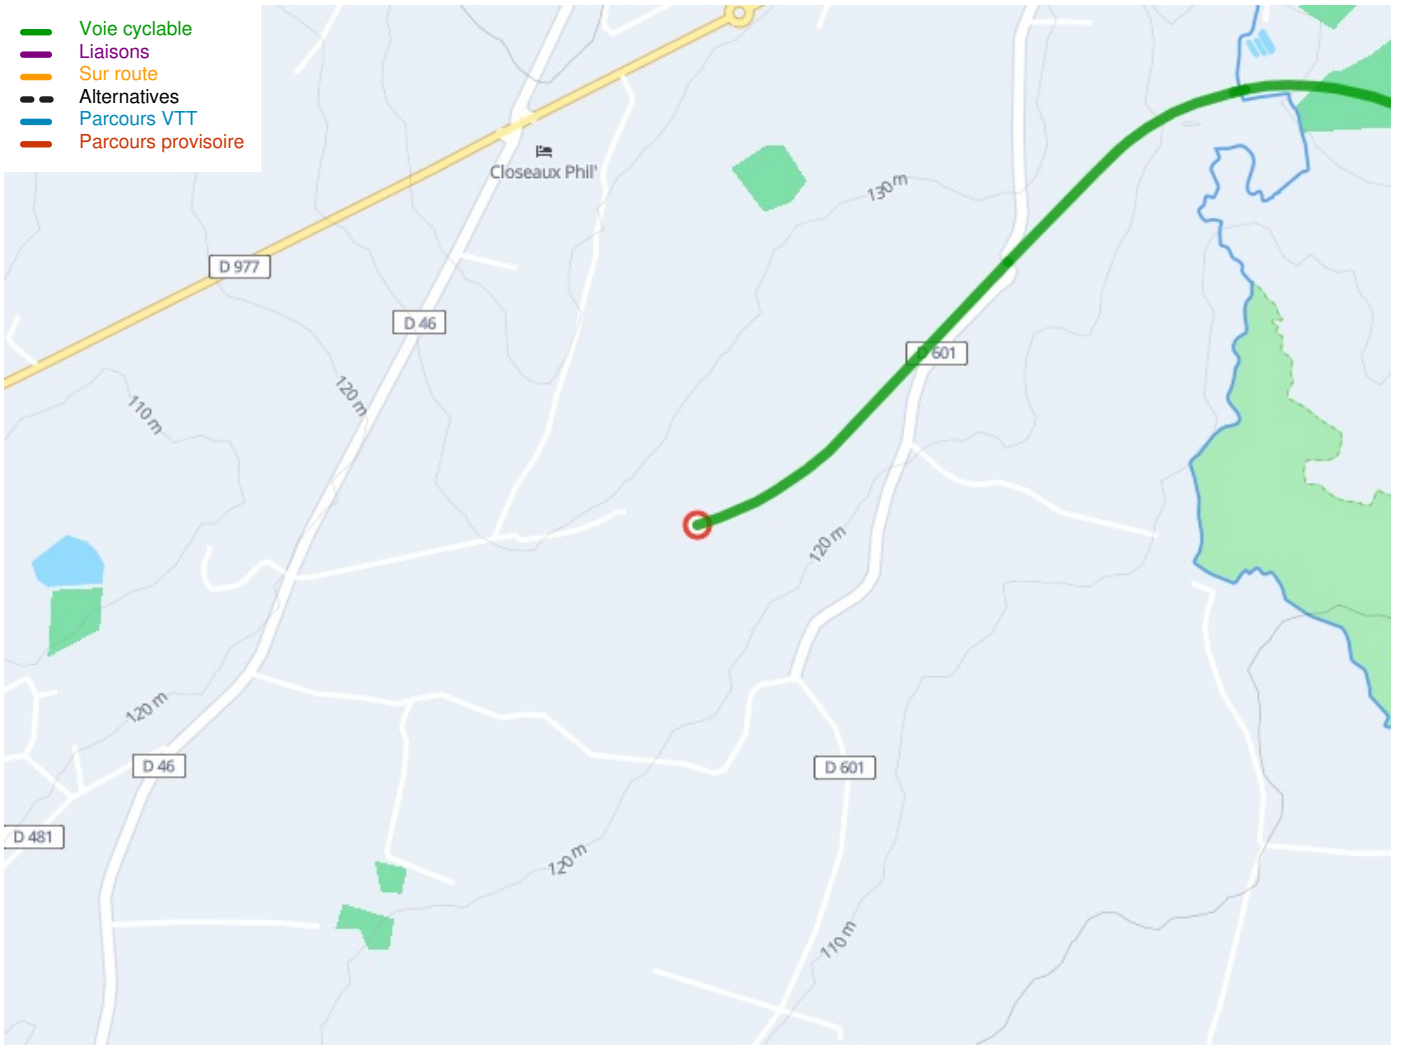 Voie cyclable
Liaisons
Sur route
Alternatives
Parcours VTT
Parcours provisoire
Closeaux Phil'
130 m
D 977
D 46
D 601
120 m
110 m
120 m
120 m
D 46
D 601
D 481
120 m
110 m